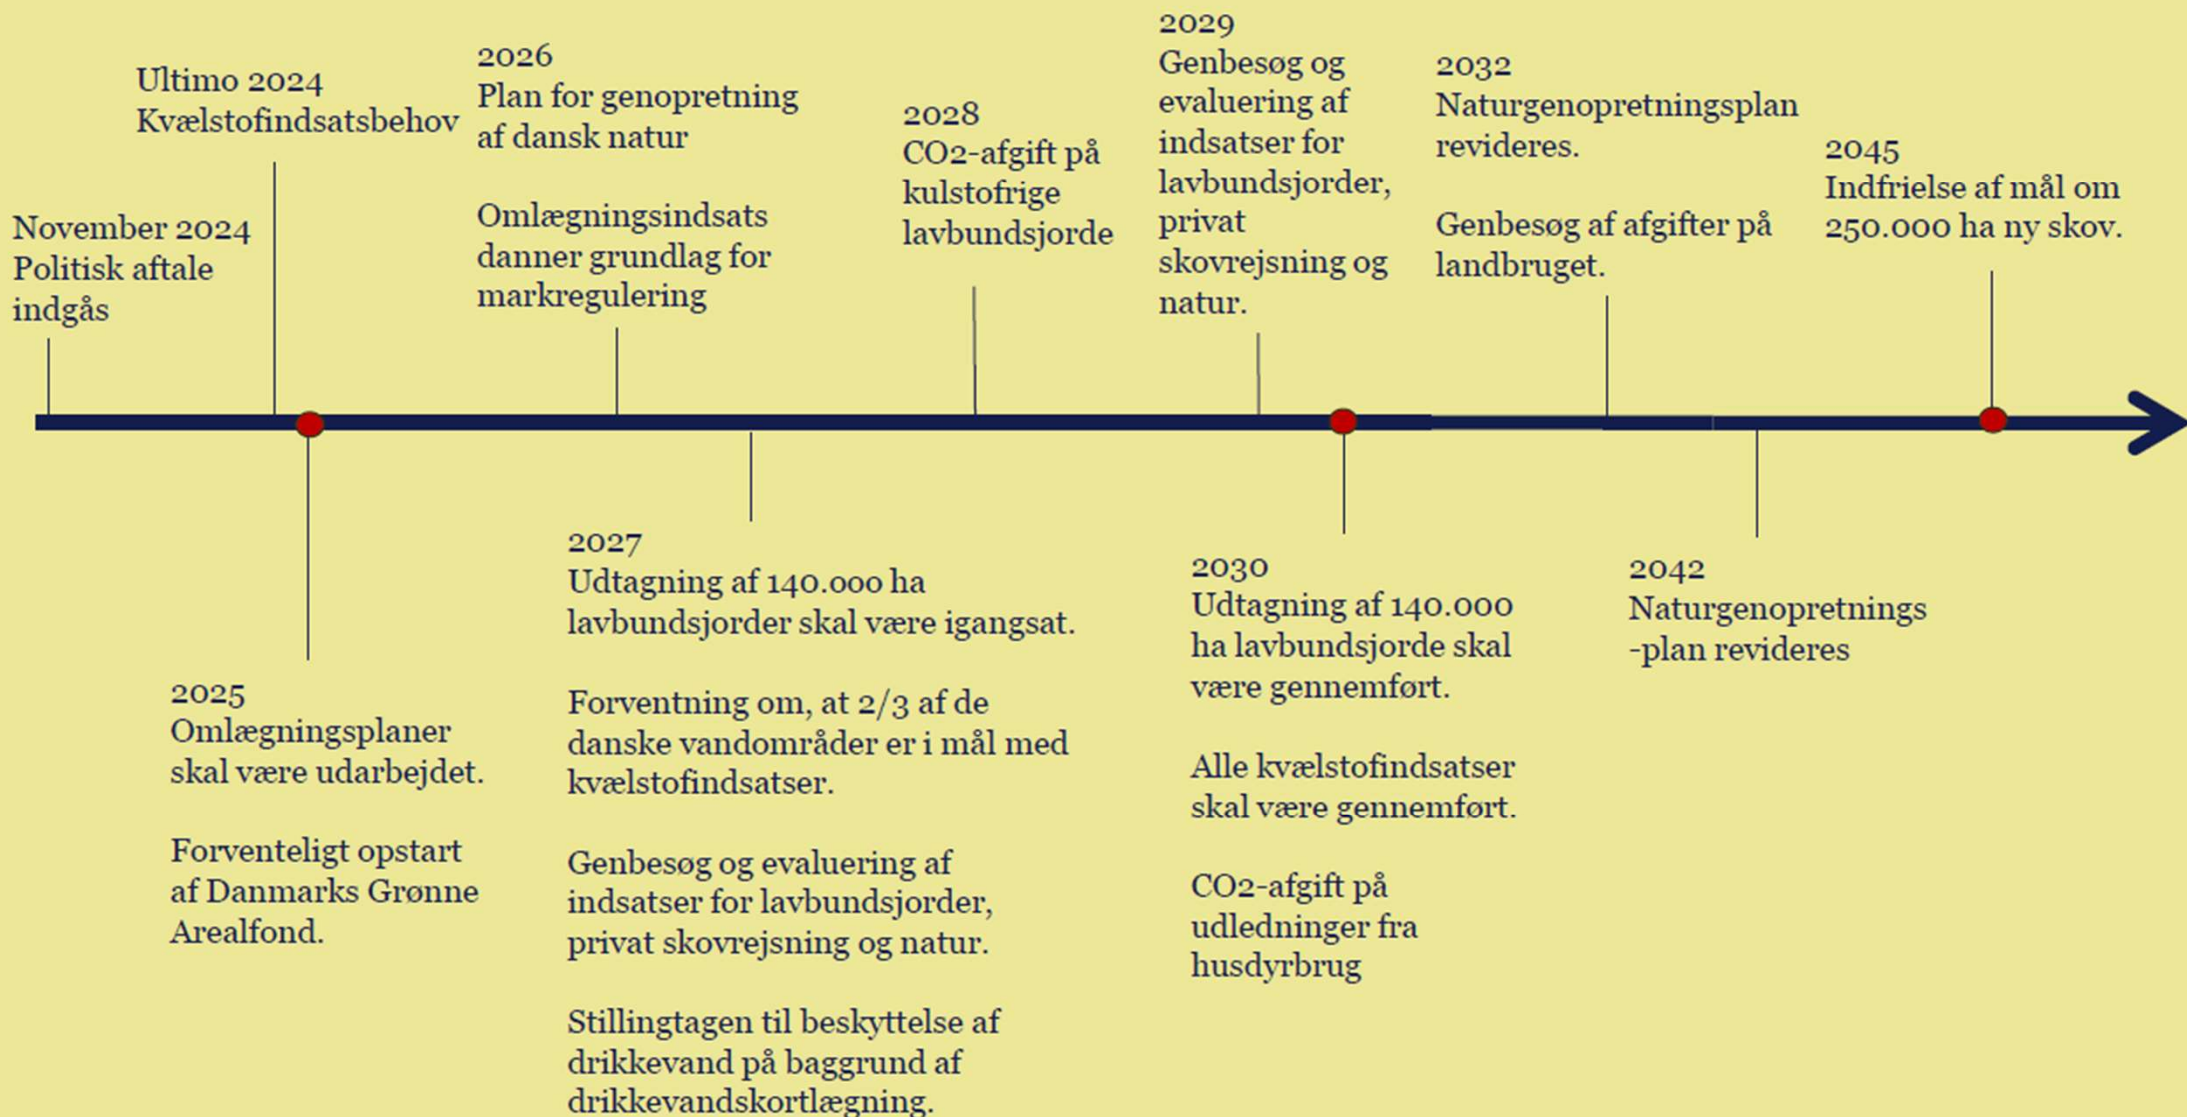 November 2024
Politisk aftale
indgås
Ultimo 2024
Kvælstofindsatsbehov
2025
Omlægningsplaner
skal være udarbejdet.
Forventeligt opstart
af Danmarks Grønne
Arealfond.
2026
Plan for genopretning
af dansk natur
Omlægningsindsats
danner grundlag for
markregulering
2027
Udtagning af 140.000 ha
lavbundsjorder skal være igangsat.
Forventning om, at 2/3 af de
danske vandområder er i mål med
kvælstofindsatser.
Genbesøg og evaluering af
indsatser for lavbundsjorder,
privat skovrejsning og natur.
Stillingtagen til beskyttelse af
drikkevand på baggrund af
drikkevandskortlægning.
2028
CO2-afgift på
kulstofrige
lavbundsjorde
2029
Genbesøg og
evaluering af
indsatser for
lavbundsjorder,
privat
skovrejsning og
natur.
2030
Udtagning af 140.000
ha lavbundsjorde skal
være gennemført.
Alle kvælstofindsatser
skal være gennemført.
CO2-afgift på
udledninger fra
husdyrbrug
2032
Naturgenopretningsplan
revideres.
Genbesøg af afgifter på
landbruget.
2042
Naturgenopretnings
-plan revideres
2045
Indfrielse af mål om
250.000 ha ny skov.